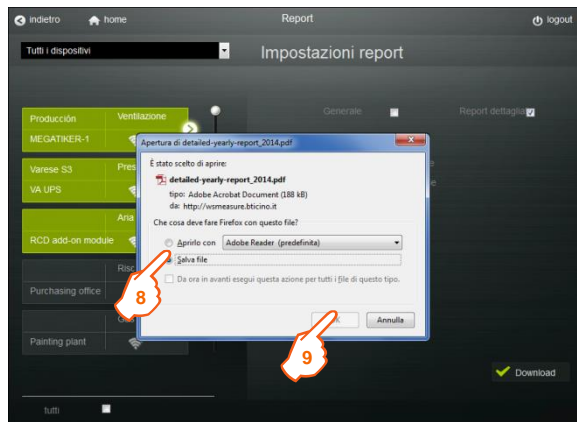 indietro home Report logout
Tutti i dispositivi Impostazioni report
Generale Report dettaglia
Producción Ventilazione
MEGATIKER-1
Varese S3 Pres
VA UPS
Aria
RCD add-on module
Risc
Purchasing office
Painting plant
tutti
Download
Apertura di detailed-yearly-report_2014.pdf
È stato scelto di aprire:
detailed-yearly-report_2014.pdf
tipo: Adobe Acrobat Document (188 kB)
da: http://wsmeasure.bticino.it
Che cosa deve fare Firefox con questo file?
Aprirlo con Adobe Reader (predefinita)
Salva file
Da ora in avanti esegui questa azione per tutti i file di questo tipo.
Annulla
8
9